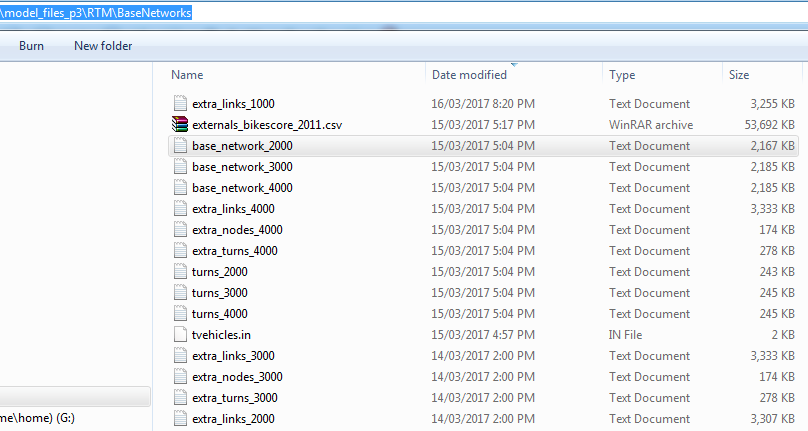 \model_files_p3\RTM\BaseNetworks
Burn New folder
Name Date modified Type Size
extra_links_1000 16/03/2017 8:20 PM Text Document 3,255 KB
externals_bikescore_2011.csv 15/03/2017 5:17 PM WinRAR archive 53,692 KB
base_network_2000 15/03/2017 5:04 PM Text Document 2,167 KB
base_network_3000 15/03/2017 5:04 PM Text Document 2,185 KB
base_network_4000 15/03/2017 5:04 PM Text Document 2,185 KB
extra_links_4000 15/03/2017 5:04 PM Text Document 3,333 KB
extra_nodes_4000 15/03/2017 5:04 PM Text Document 174 KB
extra_turns_4000 15/03/2017 5:04 PM Text Document 278 KB
turns_2000 15/03/2017 5:04 PM Text Document 243 KB
turns_3000 15/03/2017 5:04 PM Text Document 245 KB
turns_4000 15/03/2017 5:04 PM Text Document 245 KB
tvehicles.in 15/03/2017 4:57 PM IN File 2 KB
extra_links_3000 14/03/2017 2:00 PM Text Document 3,333 KB
extra_nodes_3000 14/03/2017 2:00 PM Text Document 174 KB
extra_turns_3000 14/03/2017 2:00 PM Text Document 278 KB
me\home) (G:) extra_links_2000 14/03/2017 2:00 PM Text Document 3,307 KB